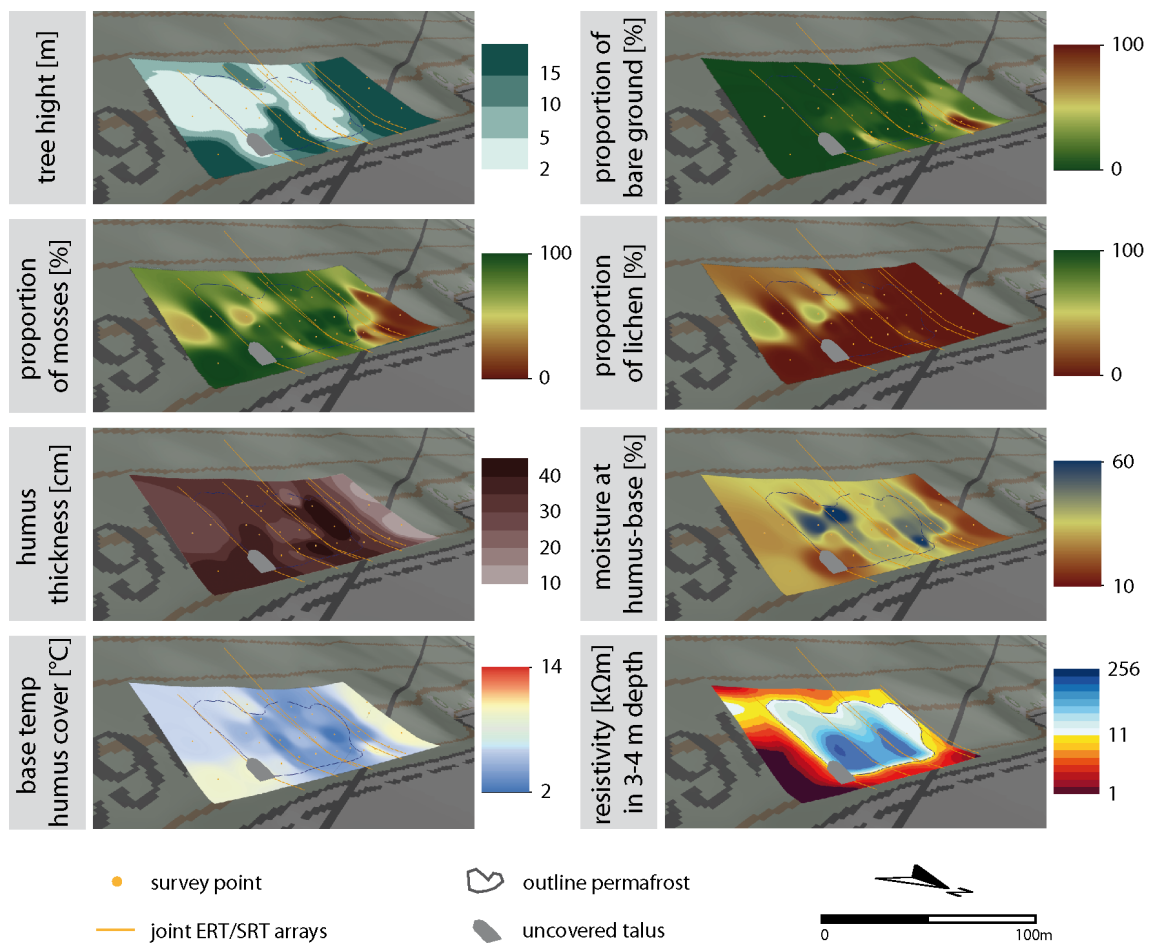 tree hight [m]
15
10
5
2
proportion of
bare ground [%]
100
0
proportion
of mosses [%]
100
0
proportion
of lichen [%]
100
0
humus
thickness [cm]
40
30
20
10
moisture at
humus-base [%]
60
10
base temp
humus cover [°C]
14
2
resistivity [kΩm]
in 3-4 m depth
256
11
1
survey point
outline permafrost
N
joint ERT/SRT arrays
uncovered talus
0
100m